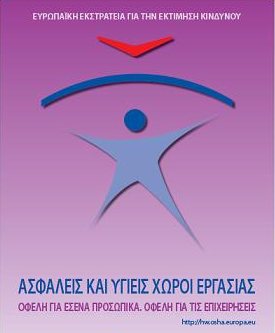 ΕΥΡΩΠΑΪΚΗ ΕΚΣΤΡΑΤΕΙΑ ΓΙΑ ΤΗΝ ΕΚΤΙΜΗΣΗ ΚΙΝΔΥΝΟΥ
ΑΣΦΑΛΕΙΣ ΚΑΙ ΥΓΙΕΙΣ ΧΩΡΟΙ ΕΡΓΑΣΙΑΣ
ΟΦΕΛΗ ΓΙΑ ΕΣΕΝΑ ΠΡΟΣΩΠΙΚΑ. ΟΦΕΛΗ ΓΙΑ ΤΙΣ ΕΠΙΧΕΙΡΗΣΕΙΣ
http://hw.osha.europa.eu